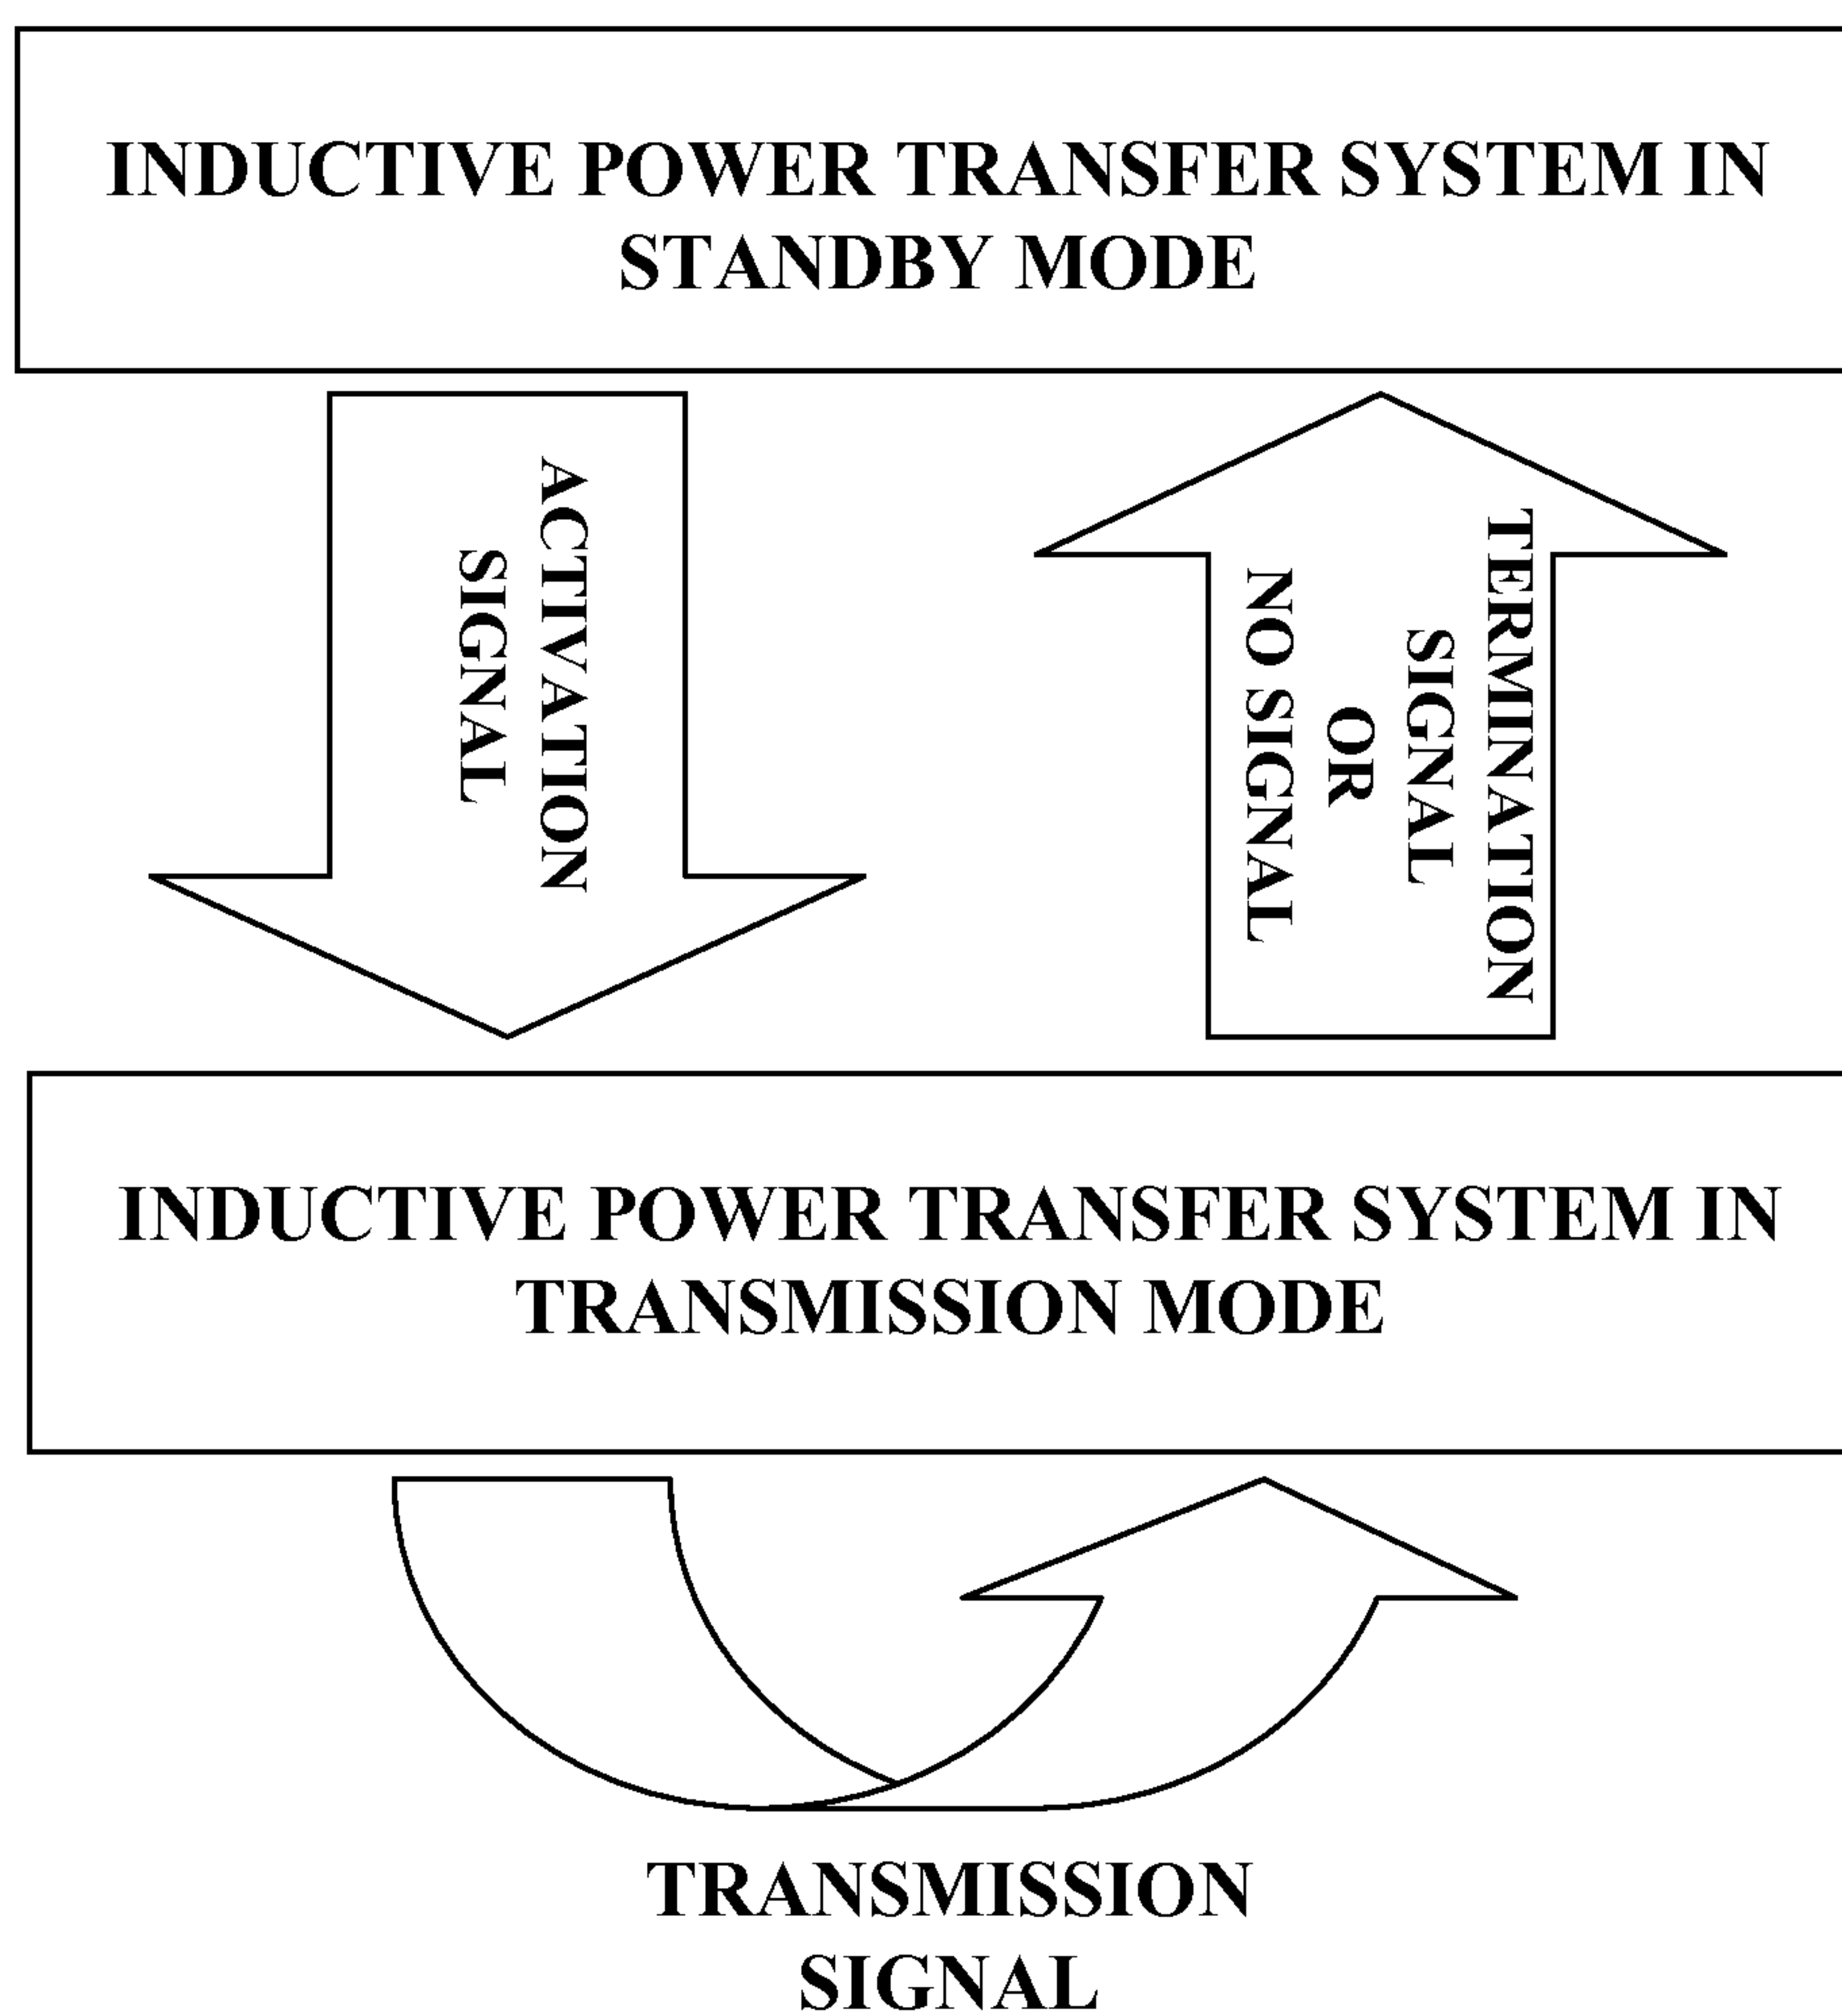 INDUCTIVE POWER TRANSFER SYSTEM IN
STANDBY MODE
ACTIVATION
SIGNAL
TERMINATION
SIGNAL
OR
NO SIGNAL
INDUCTIVE POWER TRANSFER SYSTEM IN
TRANSMISSION MODE
TRANSMISSION
SIGNAL